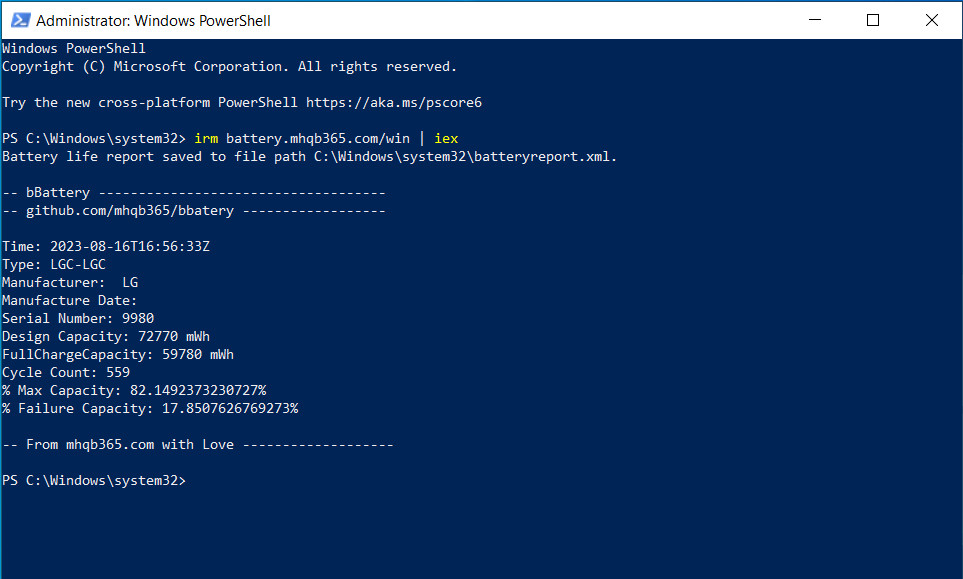 Administrator: Windows PowerShell
Windows PowerShell
Copyright (C) Microsoft Corporation. All rights reserved.
Try the new cross-platform PowerShell https://aka.ms/pscore6
PS C:\Windows\system32> irm battery.mhqb365.com/win | iex
Battery life report saved to file path C:\Windows\system32\batteryreport.xml.
-- bBattery ------------------------------------
-- github.com/mhqb365/bbatery ------------------
Time: 2023-08-16T16:56:33Z
Type: LGC-LGC
Manufacturer:  LG
Manufacture Date:
Serial Number: 9980
Design Capacity: 72770 mWh
FullChargeCapacity: 59780 mWh
Cycle Count: 559
% Max Capacity: 82.1492373230727%
% Failure Capacity: 17.8507626769273%
-- From mhqb365.com with Love -------------------
PS C:\Windows\system32>